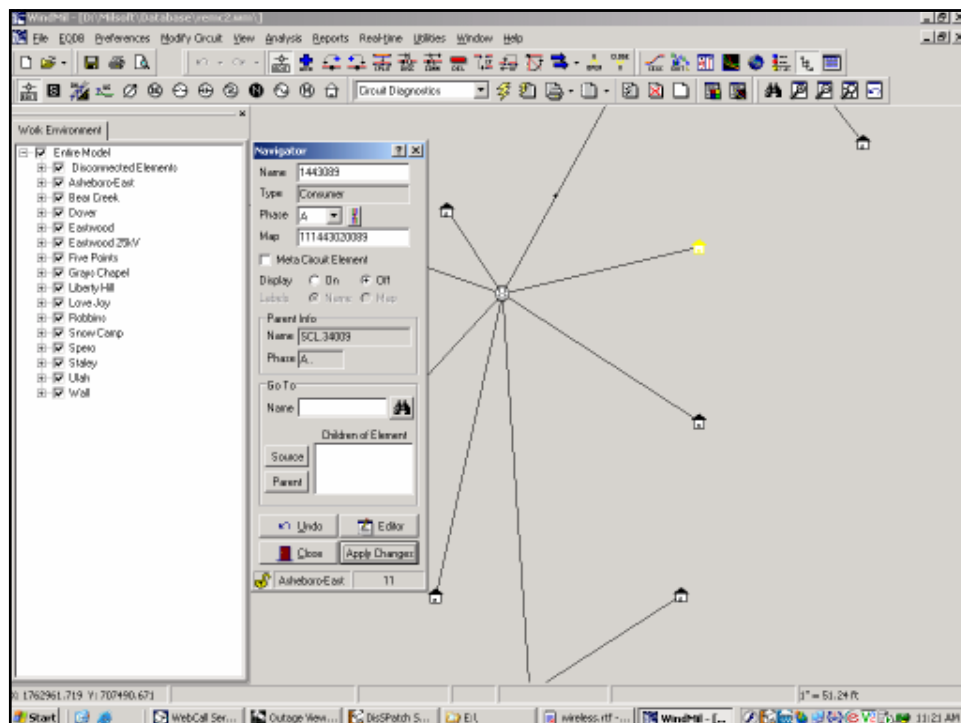 WindMil - [D:\Milsoft\Database\remc2.wm\]
File EQDB Preferences Modify Circuit View Analysis Reports Real-time Utilities Window Help
Circuit Diagnostics
Work Environment
Entire Model
Disconnected Elements
Asheboro-East
Bear Creek
Dover
Eastwood
Eastwood 25kV
Five Points
Grays Chapel
Liberty Hill
Love Joy
Robbins
Snow Camp
Spero
Staley
Ulah
Wall
Navigator
Name 1443089
Type Consumer
Phase A
Map 111443020089
Meta Circuit Element
Display On Off
Labels Name Map
Parent Info
Name SCL34009
Phase A..
Go To
Name
Children of Element
Source
Parent
Undo Editor
Close Apply Changes
Asheboro-East 11
X: 1762961.719 Y: 707490.671 1" = 51.24 ft
Start WebCall Ser... Outage View... DisSPatch S... E:\ wireless.rtf -... WindMil - [... 11:21 AM